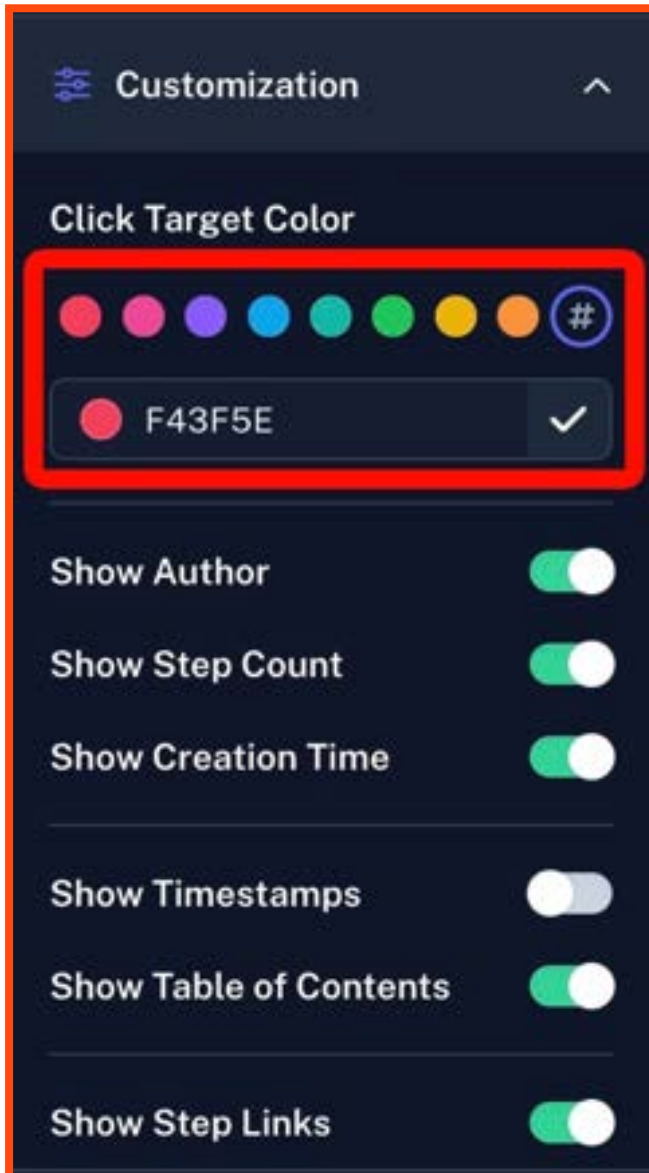 Customization
Click Target Color
#
F43F5E
Show Author
Show Step Count
Show Creation Time
Show Timestamps
Show Table of Contents
Show Step Links